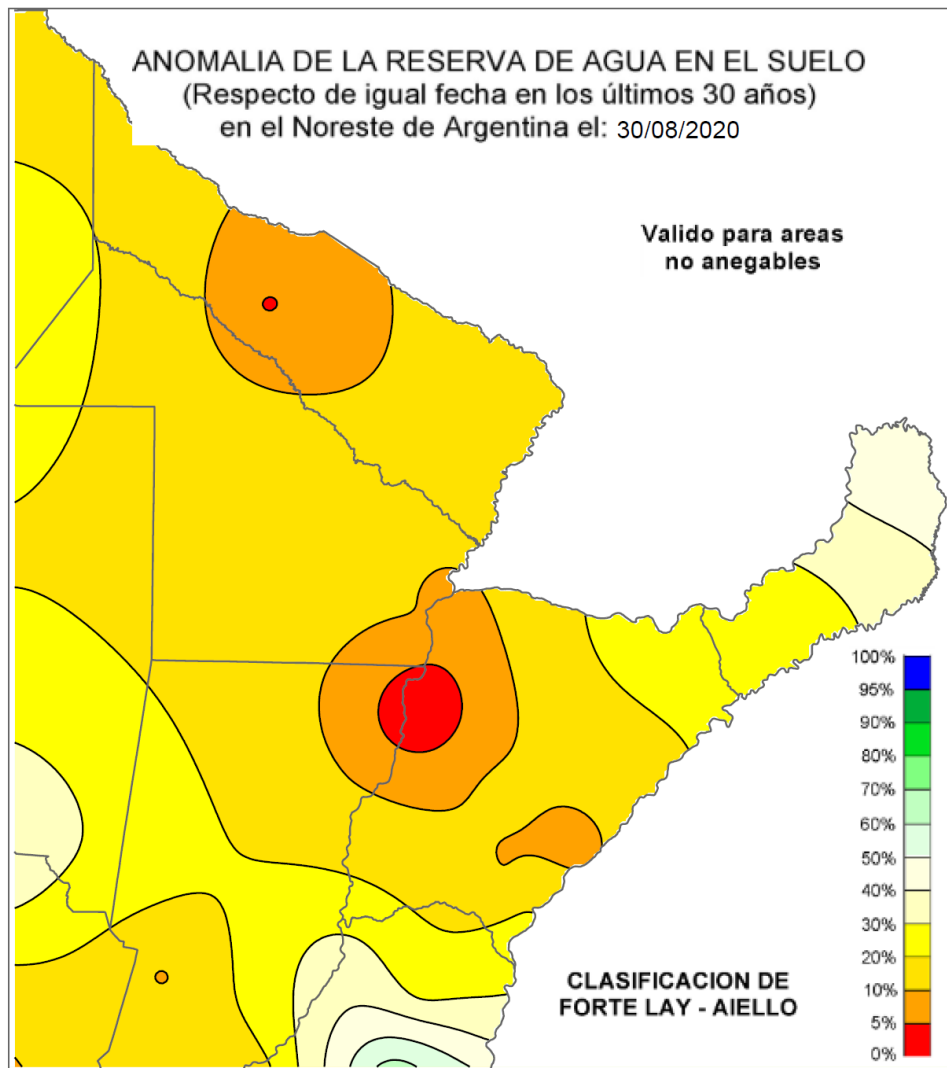 ANOMALIA DE LA RESERVA DE AGUA EN EL SUELO
(Respecto de igual fecha en los últimos 30 años)
en el Noreste de Argentina el: 30/08/2020
Valido para areas
no anegables
100%
95%
90%
80%
70%
60%
50%
40%
30%
20%
10%
5%
0%
CLASIFICACION DE
FORTE LAY - AIELLO